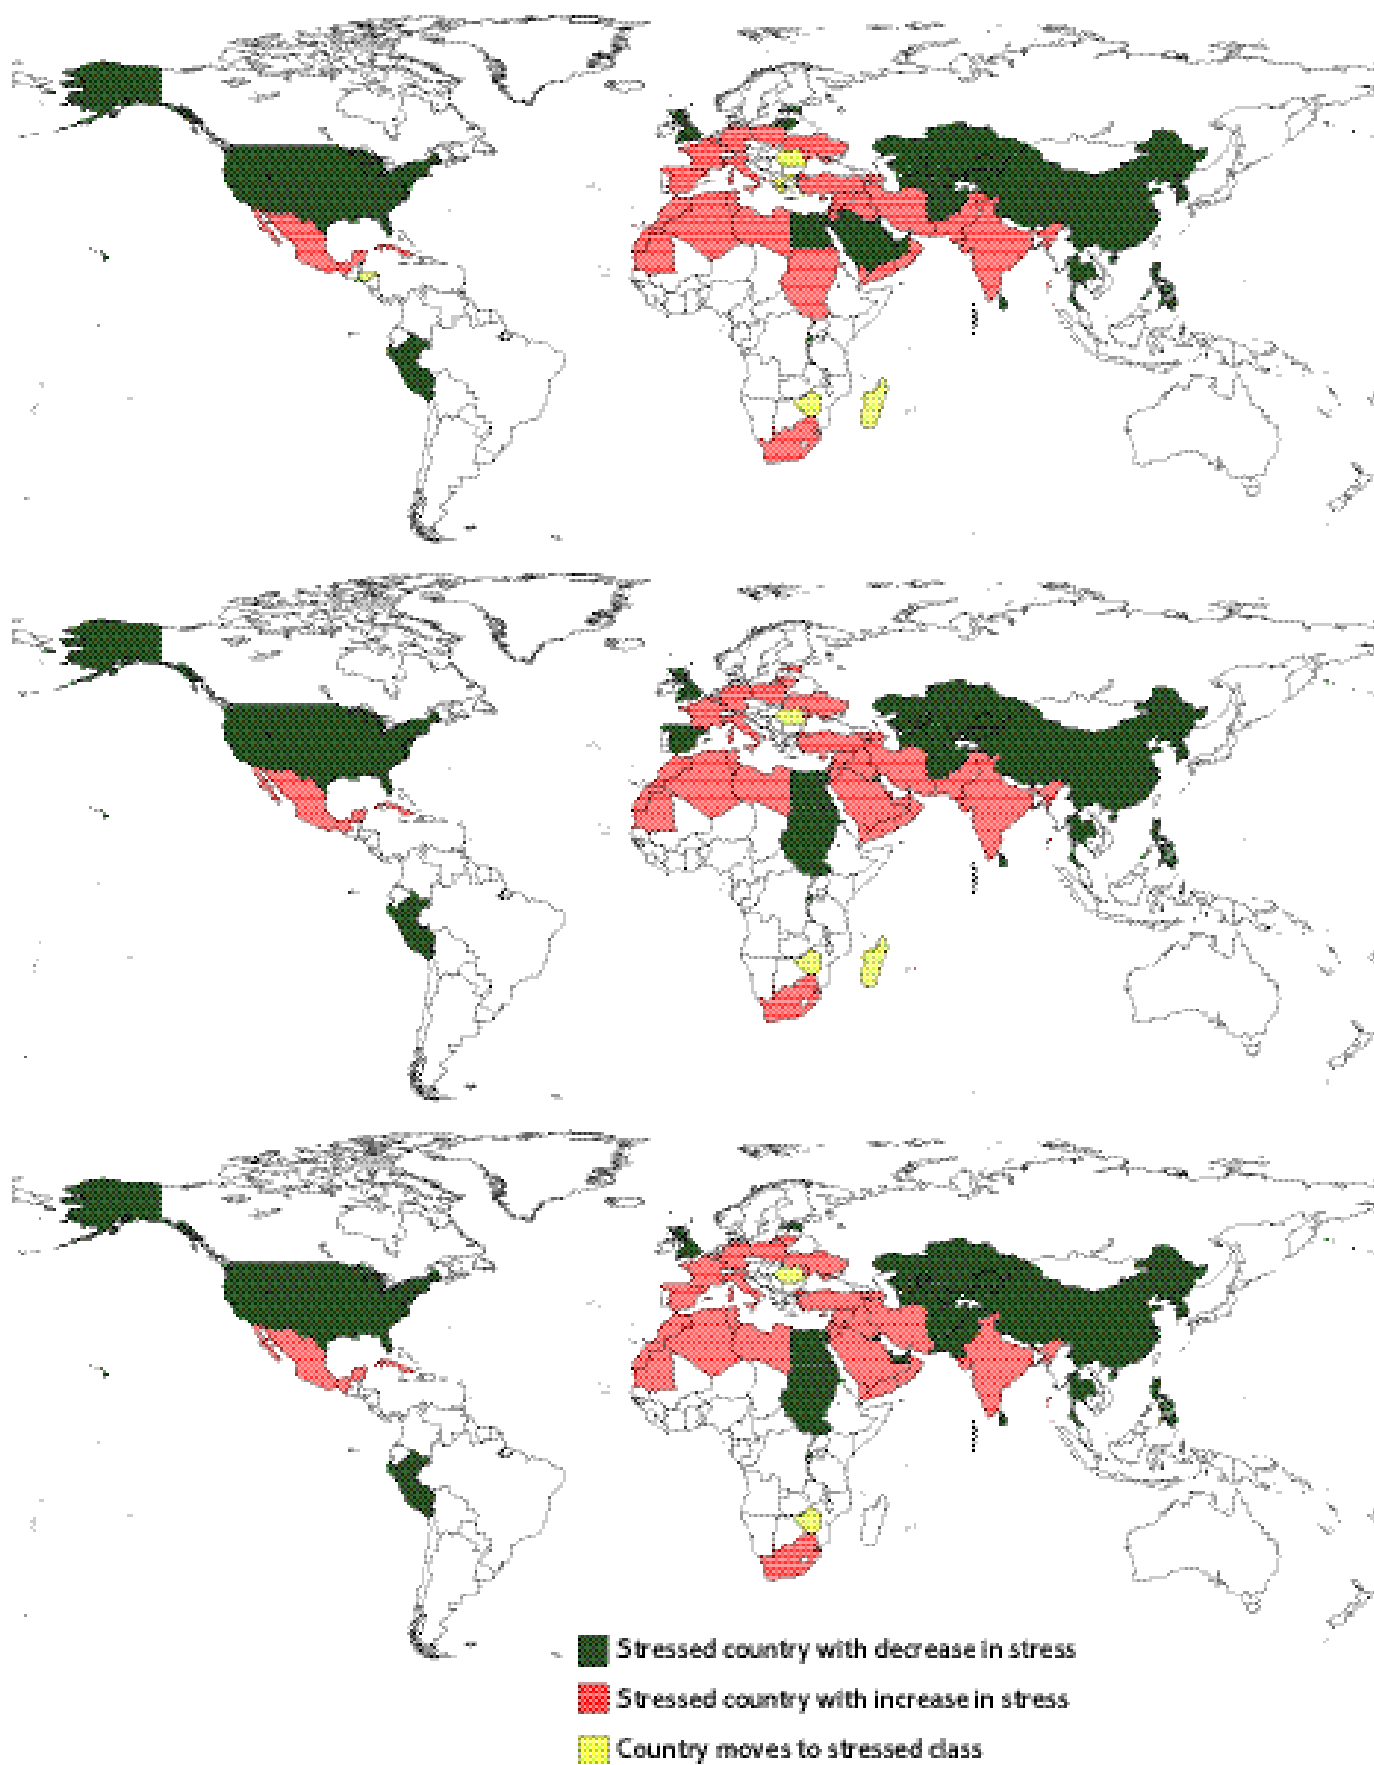 Stressed country with decrease in stress
Stressed country with increase in stress
Country moves to stressed class